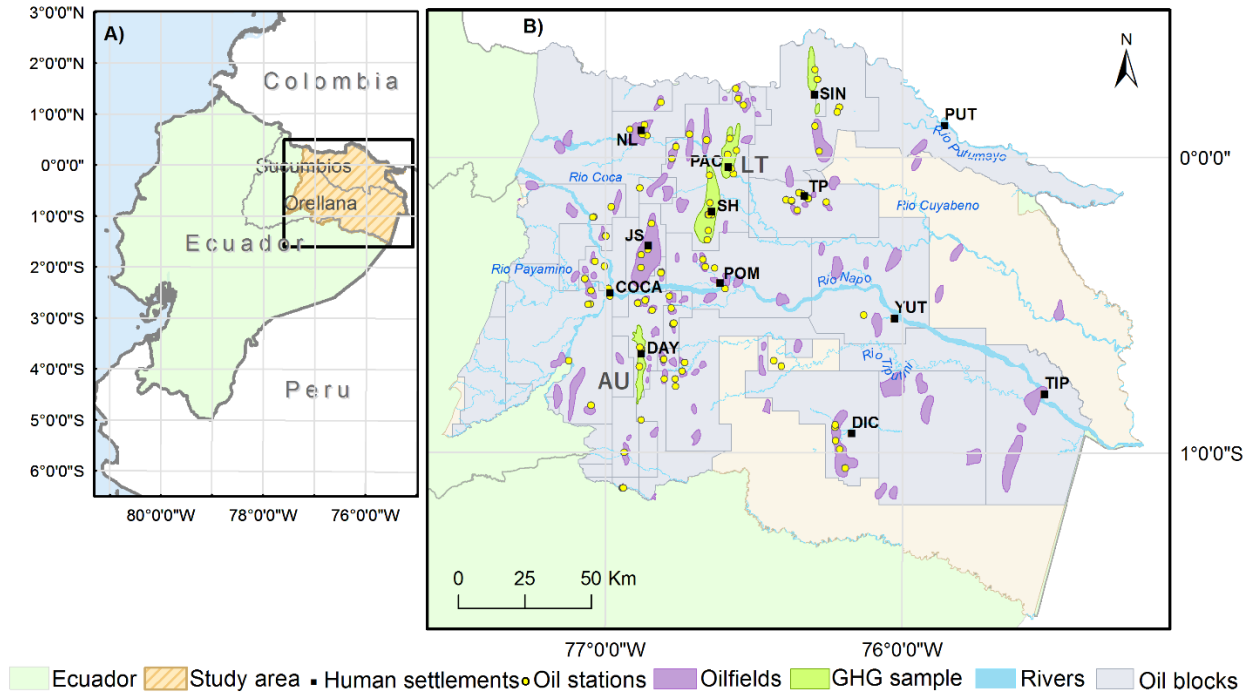 A)
3°0'0"N
2°0'0"N
1°0'0"N
0°0'0"
1°0'0"S
2°0'0"S
3°0'0"S
4°0'0"S
5°0'0"S
6°0'0"S
80°0'0"W 78°0'0"W 76°0'0"W
Colombia
Sucumbios
Orellana
Ecuador
Peru
B)
N
SIN
PUT
Rio Putumayo
NL
PAC
LT
Rio Coca
TP
SH
Rio Cuyabeno
JS
Rio Payamino
POM
Rio Napo
COCA
YUT
DAY
AU
Rio Tiputini
TIP
DIC
0°0'0"
1°0'0"S
0 25 50 Km
77°0'0"W 76°0'0"W
Ecuador Study area Human settlements Oil stations Oilfields GHG sample Rivers Oil blocks